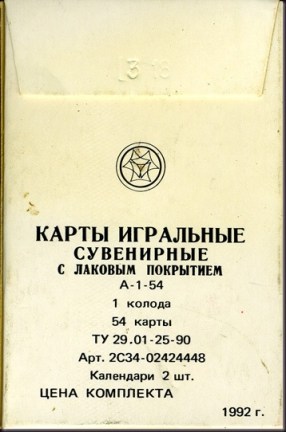 КАРТЫ ИГРАЛЬНЫЕ
СУВЕНИРНЫЕ
С ЛАКОВЫМ ПОКРЫТИЕМ
А-1-54
1 колода
54 карты
ТУ 29.01-25-90
Арт. 2С34-02424448
Календари 2 шт.
ЦЕНА КОМПЛЕКТА
1992 г.